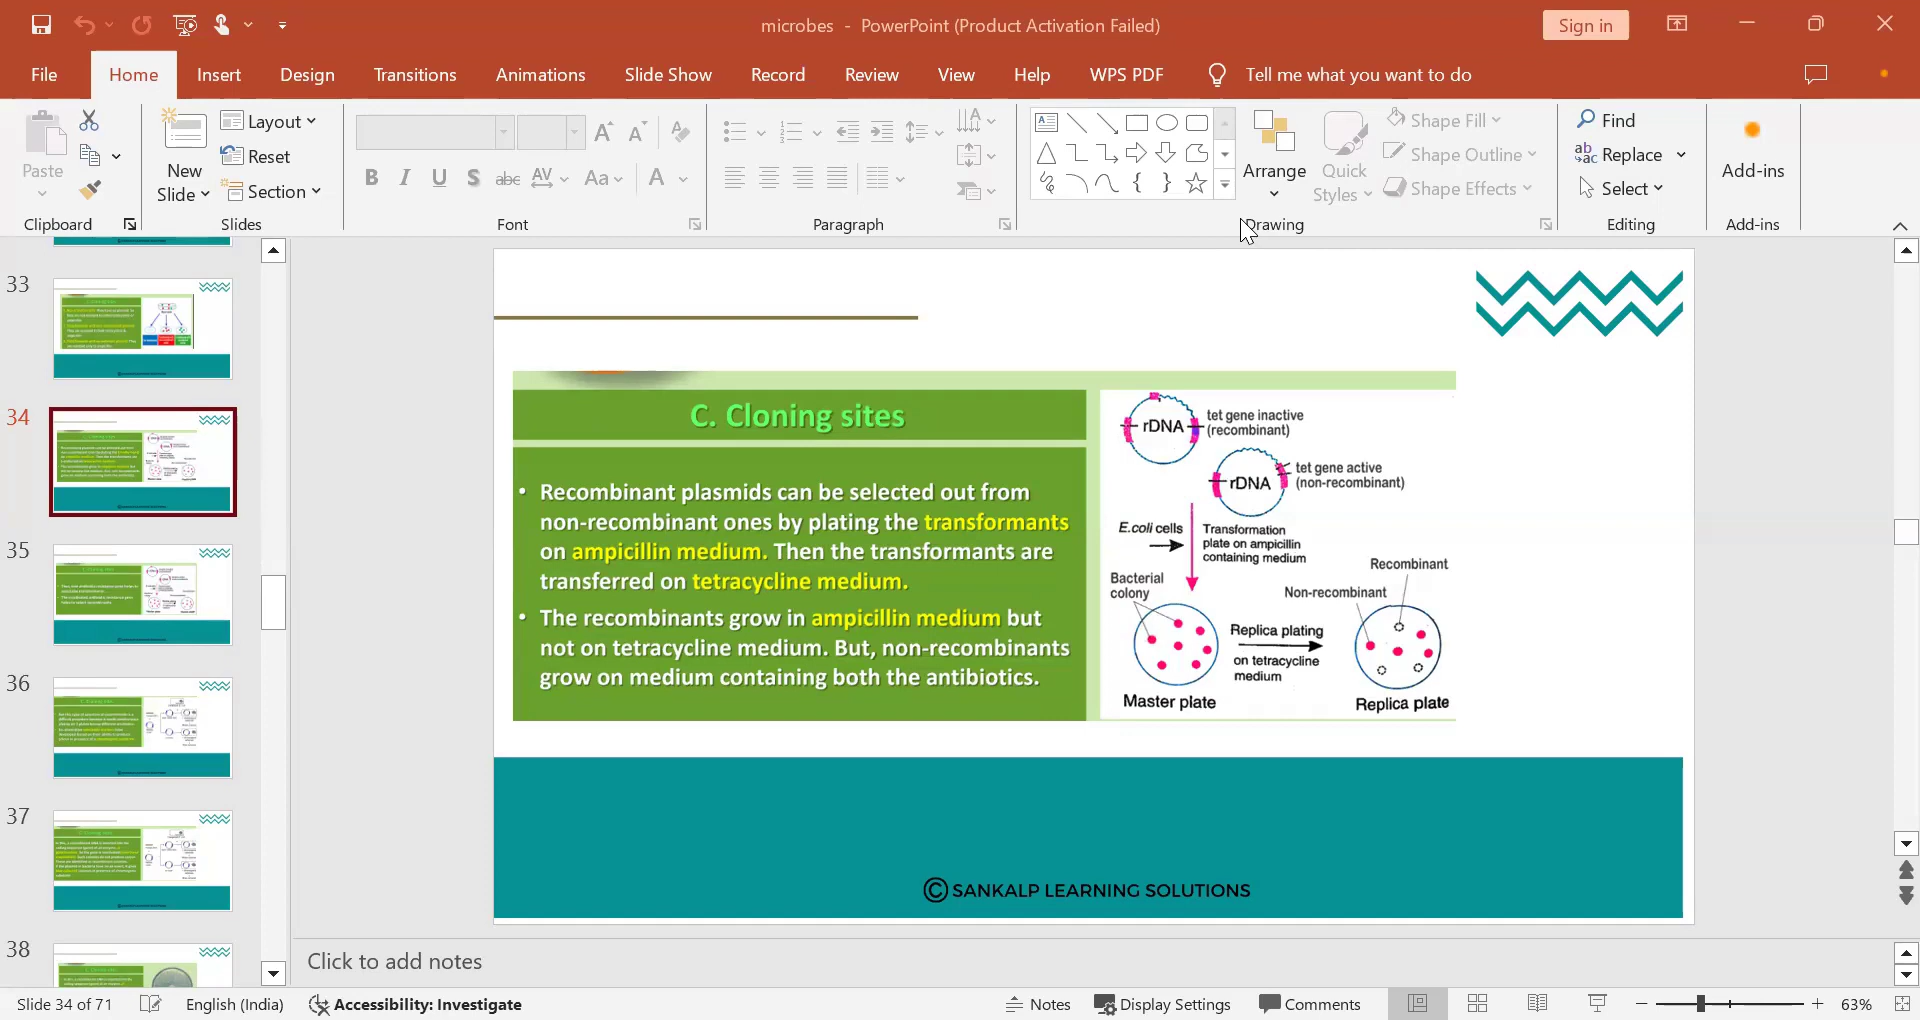 microbes - PowerPoint (Product Activation Failed)
Sign in
File Home Insert Design Transitions Animations Slide Show Record Review View Help WPS PDF Tell me what you want to do
Paste
New
Slide
Layout
Reset
Section
B I U S abc AV Aa A
Arrange
Quick
Styles
Shape Fill
Shape Outline
Shape Effects
Find
Replace
Select
Add-ins
Clipboard Slides Font Paragraph Drawing Editing Add-ins
33
34
35
36
37
38
C. Cloning sites
• Recombinant plasmids can be selected out from
non-recombinant ones by plating the transformants
on ampicillin medium. Then the transformants are
transferred on tetracycline medium.
• The recombinants grow in ampicillin medium but
not on tetracycline medium. But, non-recombinants
grow on medium containing both the antibiotics.
rDNA
tet gene inactive
(recombinant)
rDNA
tet gene active
(non-recombinant)
E.coli cells
Transformation
plate on ampicillin
containing medium
Bacterial
colony
Recombinant
Non-recombinant
Replica plating
on tetracycline
medium
Master plate
Replica plate
© SANKALP LEARNING SOLUTIONS
Click to add notes
Slide 34 of 71 English (India) Accessibility: Investigate Notes Display Settings Comments 63%